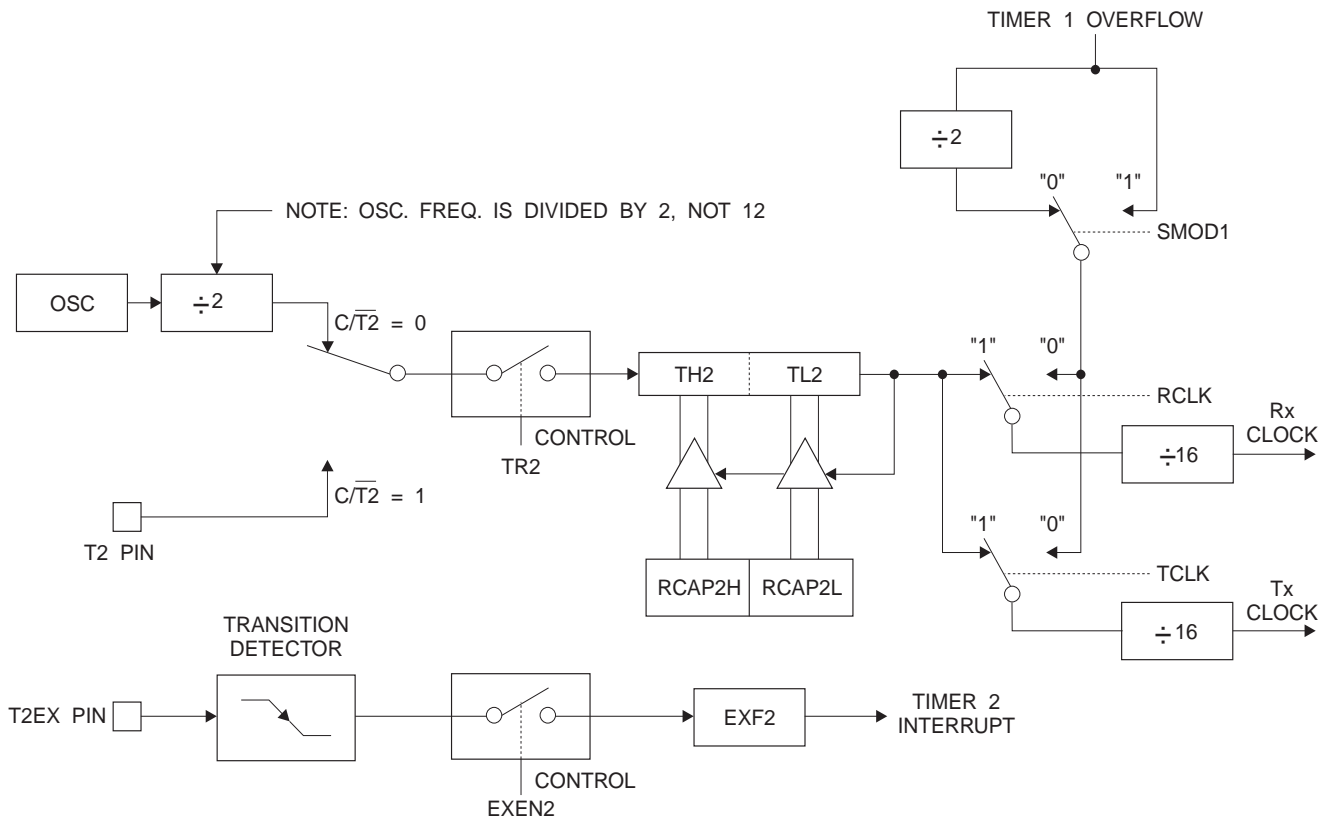 TIMER 1 OVERFLOW
÷2
"0" "1"
NOTE: OSC. FREQ. IS DIVIDED BY 2, NOT 12
SMOD1
OSC
÷2
C/T2̅ = 0
"1" "0"
TH2 TL2
RCLK
Rx
CLOCK
CONTROL
TR2
÷16
C/T2̅ = 1
"1" "0"
T2 PIN
TCLK
RCAP2H RCAP2L
Tx
CLOCK
÷16
TRANSITION
DETECTOR
T2EX PIN
EXF2
TIMER 2
INTERRUPT
CONTROL
EXEN2